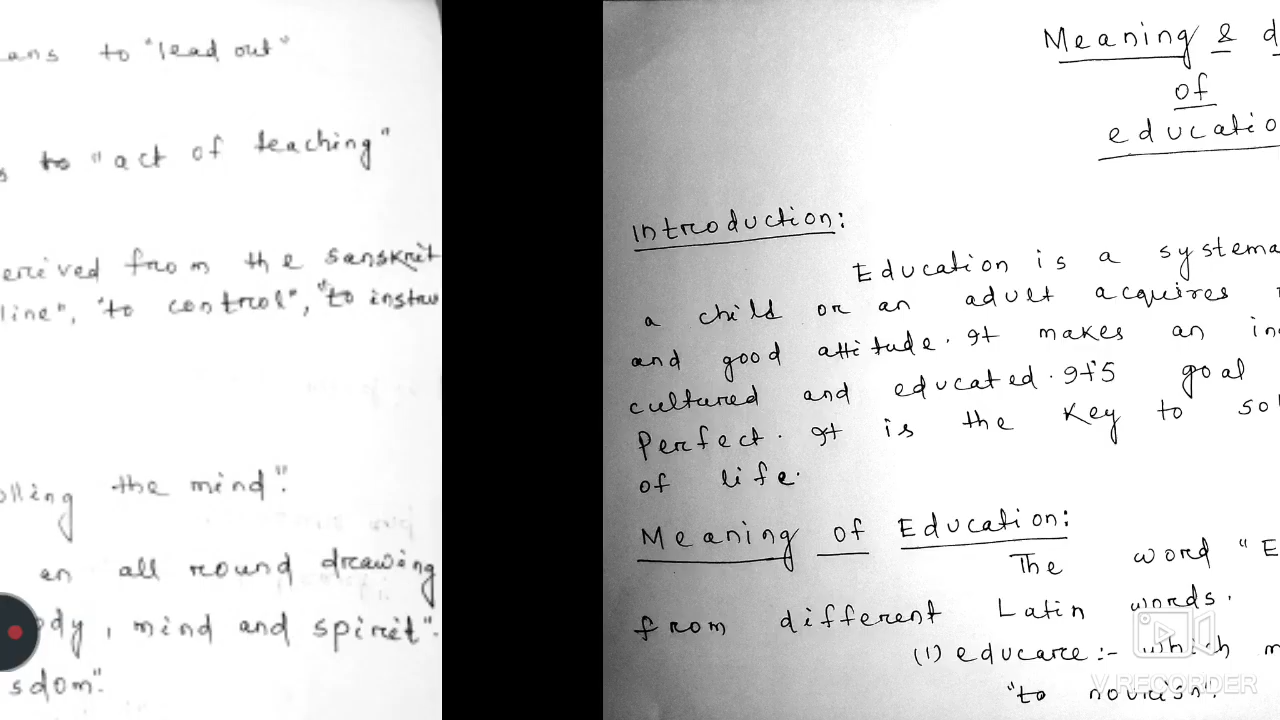 ans to "lead out"
to "act of teaching"
erived from the sanskrit
line", "to control", "to instru
olling the mind".
an all round drawing
ody, mind and spirit".
sdom".
Meaning & d
of
educatio
Introduction:
Education is a systema
a child or an adult acquires
and good attitude. It makes an in
cultured and educated. It's goal
Perfect. It is the Key to sol
of life.
Meaning of Education:
The word "E
from different Latin words.
(1) educare:- which m
"to nourish".
V RECORDER